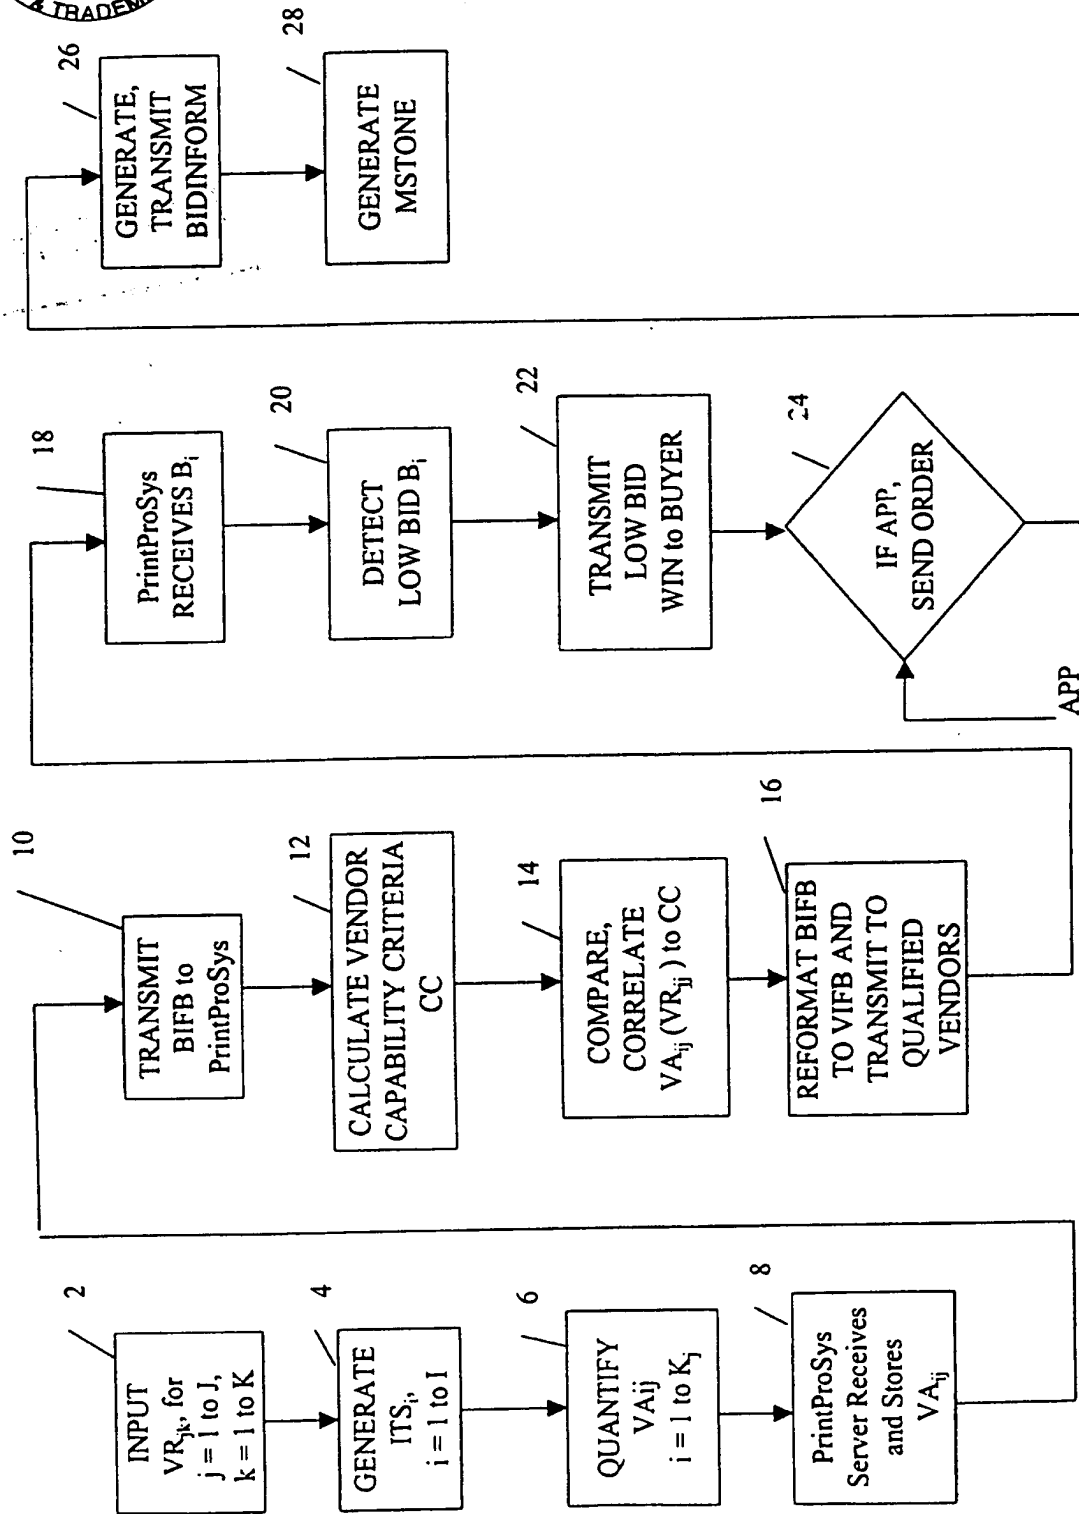 & TRADEM
2
INPUT
VR_jk, for
j = 1 to J,
k = 1 to K
4
GENERATE
ITS_i,
i = 1 to I
6
QUANTIFY
VAij
i = 1 to K_j
8
PrintProSys
Server Receives
and Stores
VA_ij
10
TRANSMIT
BIFB to
PrintProSys
12
CALCULATE VENDOR
CAPABILITY CRITERIA
CC
14
COMPARE,
CORRELATE
VA_ij (VR_jj ) to CC
16
REFORMAT BIFB
TO VIFB AND
TRANSMIT TO
QUALIFIED
VENDORS
18
PrintProSys
RECEIVES B_i
20
DETECT
LOW BID B_i
22
TRANSMIT
LOW BID
WIN to BUYER
24
IF APP,
SEND ORDER
APP
26
GENERATE,
TRANSMIT
BIDINFORM
28
GENERATE
MSTONE